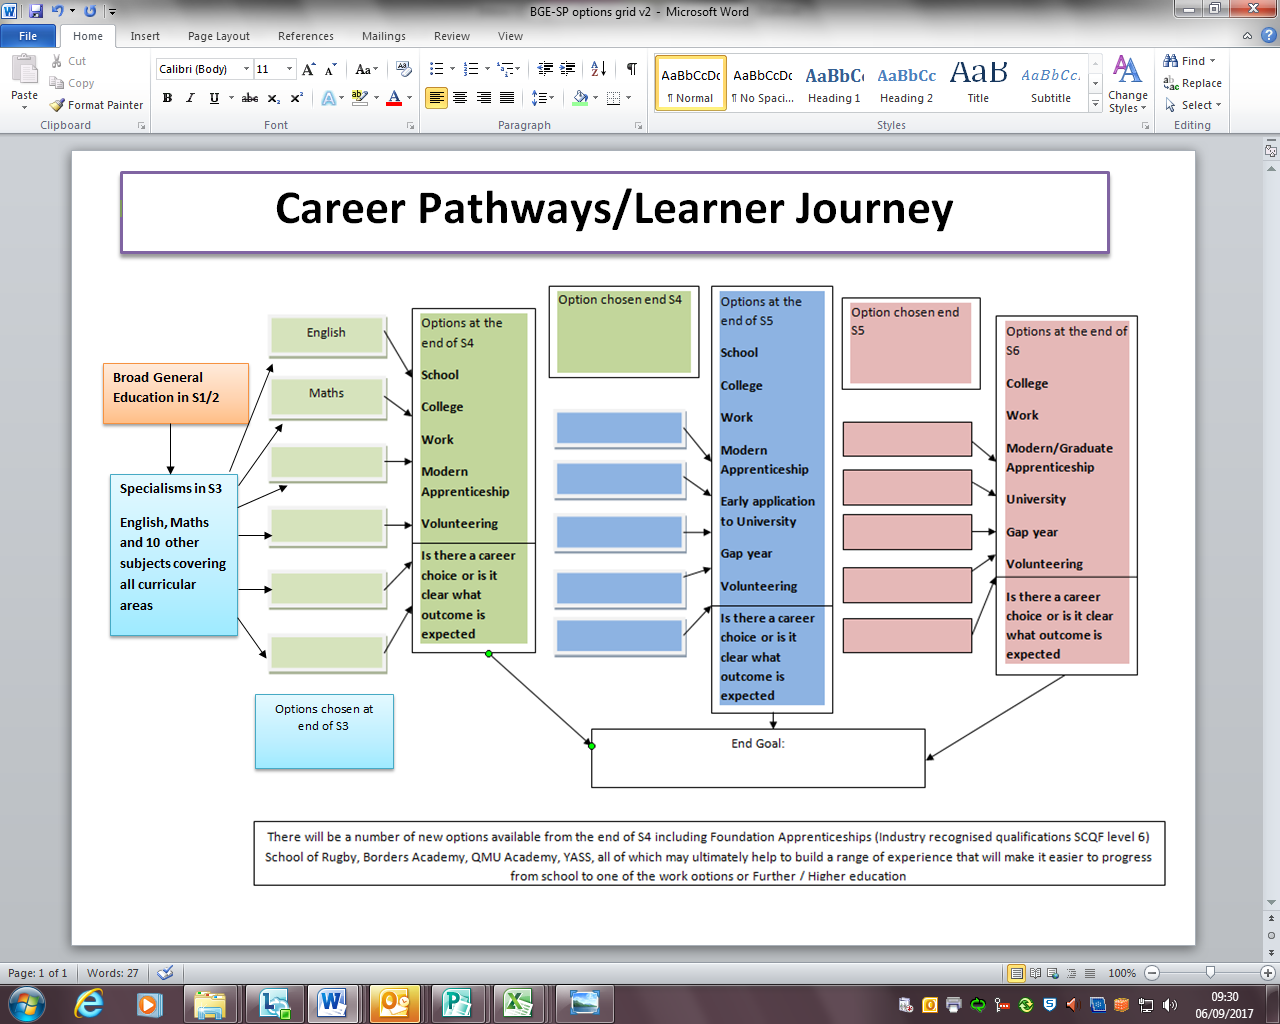 BGE-SP options grid v2 - Microsoft Word
File Home Insert Page Layout References Mailings Review View
Paste
Cut
Copy
Format Painter
Clipboard
Calibri (Body) 11
B I U abc x₂ x² A ab A
Font
Paragraph
AaBbCcDc AaBbCcDc AaBbCc AaBbCc AaB AaBbCc.
¶ Normal ¶ No Spaci... Heading 1 Heading 2 Title Subtitle
Styles
Change
Styles
Find
Replace
Select
Editing
Career Pathways/Learner Journey
Broad General
Education in S1/2
Specialisms in S3
English, Maths
and 10 other
subjects covering
all curricular
areas
English
Maths
Options chosen at
end of S3
Options at the
end of S4
School
College
Work
Modern
Apprenticeship
Volunteering
Is there a career
choice or is it
clear what
outcome is
expected
Option chosen end S4
Options at the
end of S5
School
College
Work
Modern
Apprenticeship
Early application
to University
Gap year
Volunteering
Is there a career
choice or is it
clear what
outcome is
expected
Option chosen end
S5
Options at the end of
S6
College
Work
Modern/Graduate
Apprenticeship
University
Gap year
Volunteering
Is there a career
choice or is it clear
what outcome is
expected
End Goal:
There will be a number of new options available from the end of S4 including Foundation Apprenticeships (Industry recognised qualifications SCQF level 6)
School of Rugby, Borders Academy, QMU Academy, YASS, all of which may ultimately help to build a range of experience that will make it easier to progress
from school to one of the work options or Further / Higher education
Page: 1 of 1 Words: 27 100%
09:30
06/09/2017